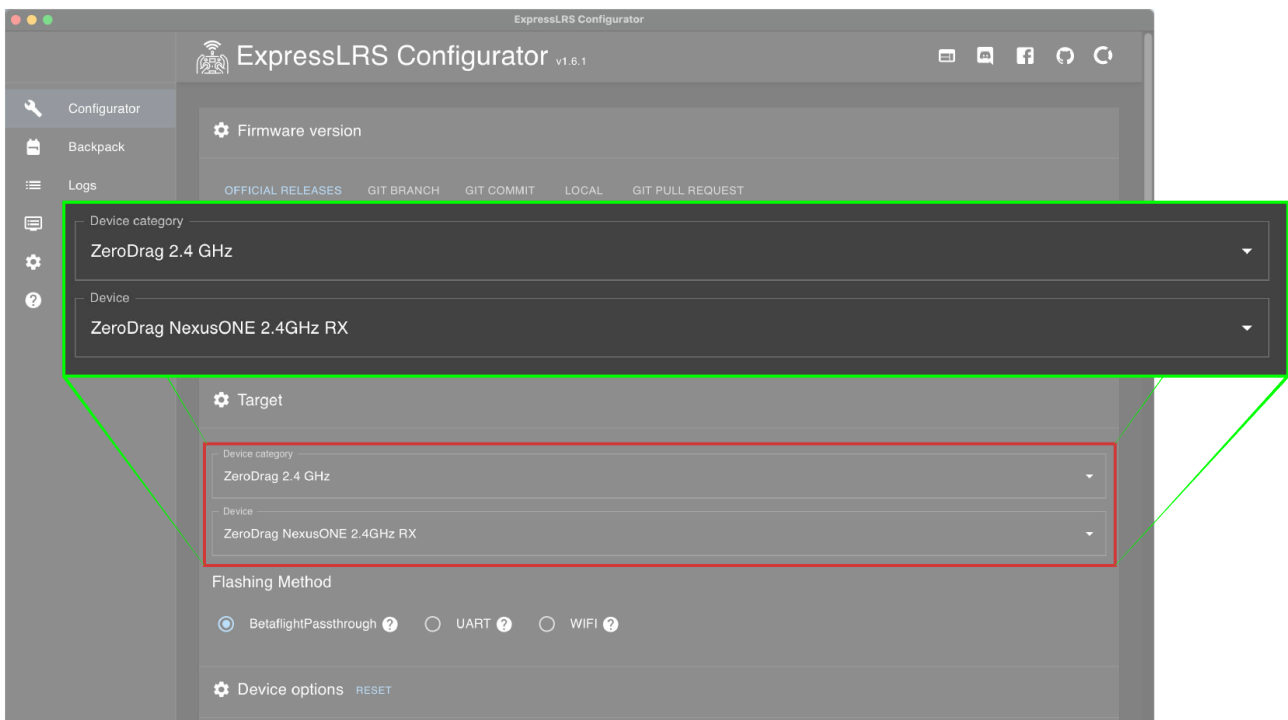 ExpressLRS Configurator
ExpressLRS Configurator v1.6.1
Configurator
Backpack
Logs
Firmware version
OFFICIAL RELEASES GIT BRANCH GIT COMMIT LOCAL GIT PULL REQUEST
Device category
ZeroDrag 2.4 GHz
Device
ZeroDrag NexusONE 2.4GHz RX
Target
Device category
ZeroDrag 2.4 GHz
Device
ZeroDrag NexusONE 2.4GHz RX
Flashing Method
BetaflightPassthrough ? UART ? WIFI ?
Device options RESET